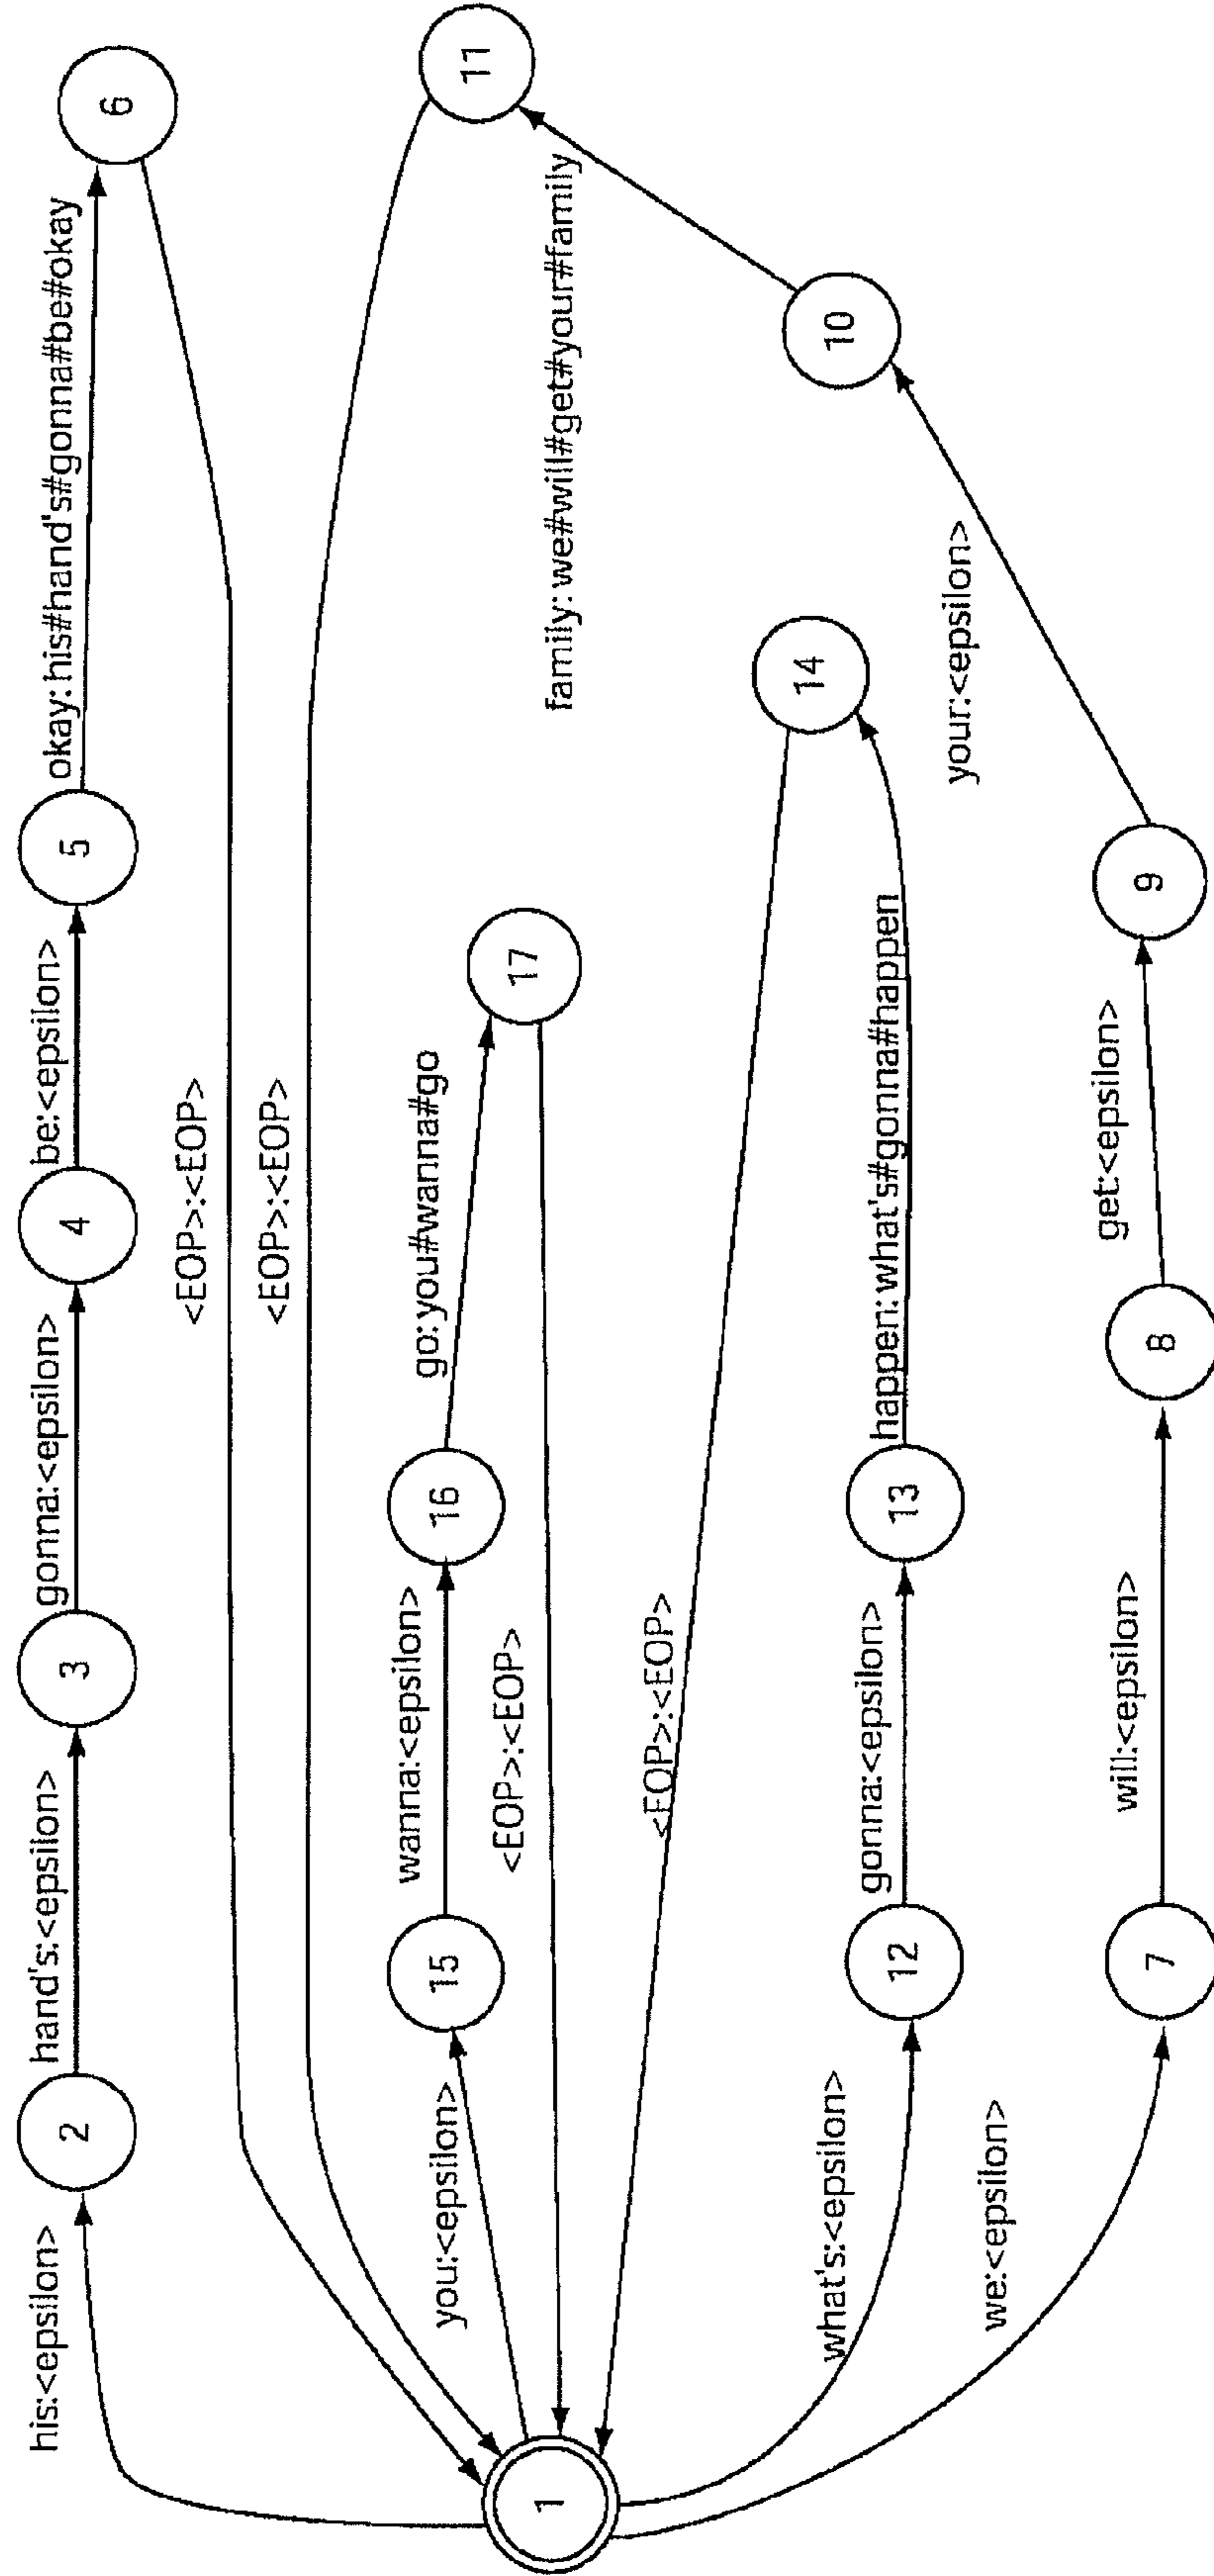 his:<epsilon>
2
hand's:<epsilon>
3
gonna:<epsilon>
4
be:<epsilon>
5
okay:his#hand's#gonna#be#okay
6
<EOP>:<EOP>
<EOP>:<EOP>
1
you:<epsilon>
15
wanna:<epsilon>
16
go:you#wanna#go
17
<EOP>:<EOP>
<EOP>:<EOP>
what's:<epsilon>
12
gonna:<epsilon>
13
happen:what's#gonna#happen
14
we:<epsilon>
7
will:<epsilon>
8
get:<epsilon>
9
your:<epsilon>
10
family:we#will#get#your#family
11